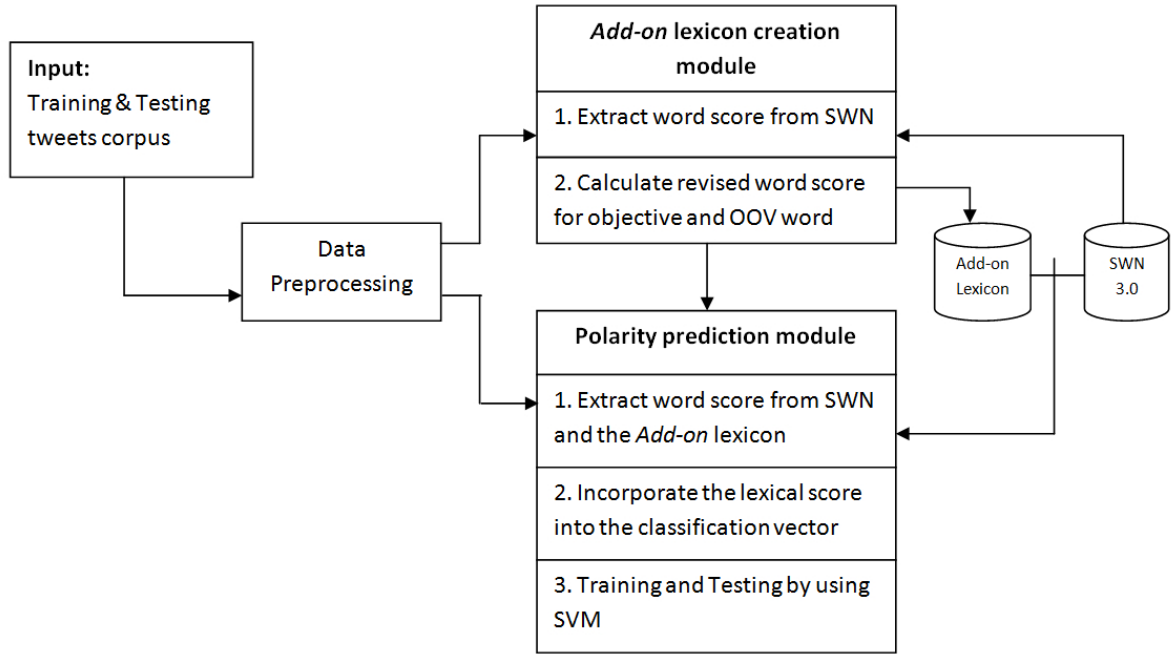 Input:
Training & Testing
tweets corpus
Data
Preprocessing
Add-on lexicon creation
module
1. Extract word score from SWN
2. Calculate revised word score
for objective and OOV word
Add-on
Lexicon
SWN
3.0
Polarity prediction module
1. Extract word score from SWN
and the Add-on lexicon
2. Incorporate the lexical score
into the classification vector
3. Training and Testing by using
SVM